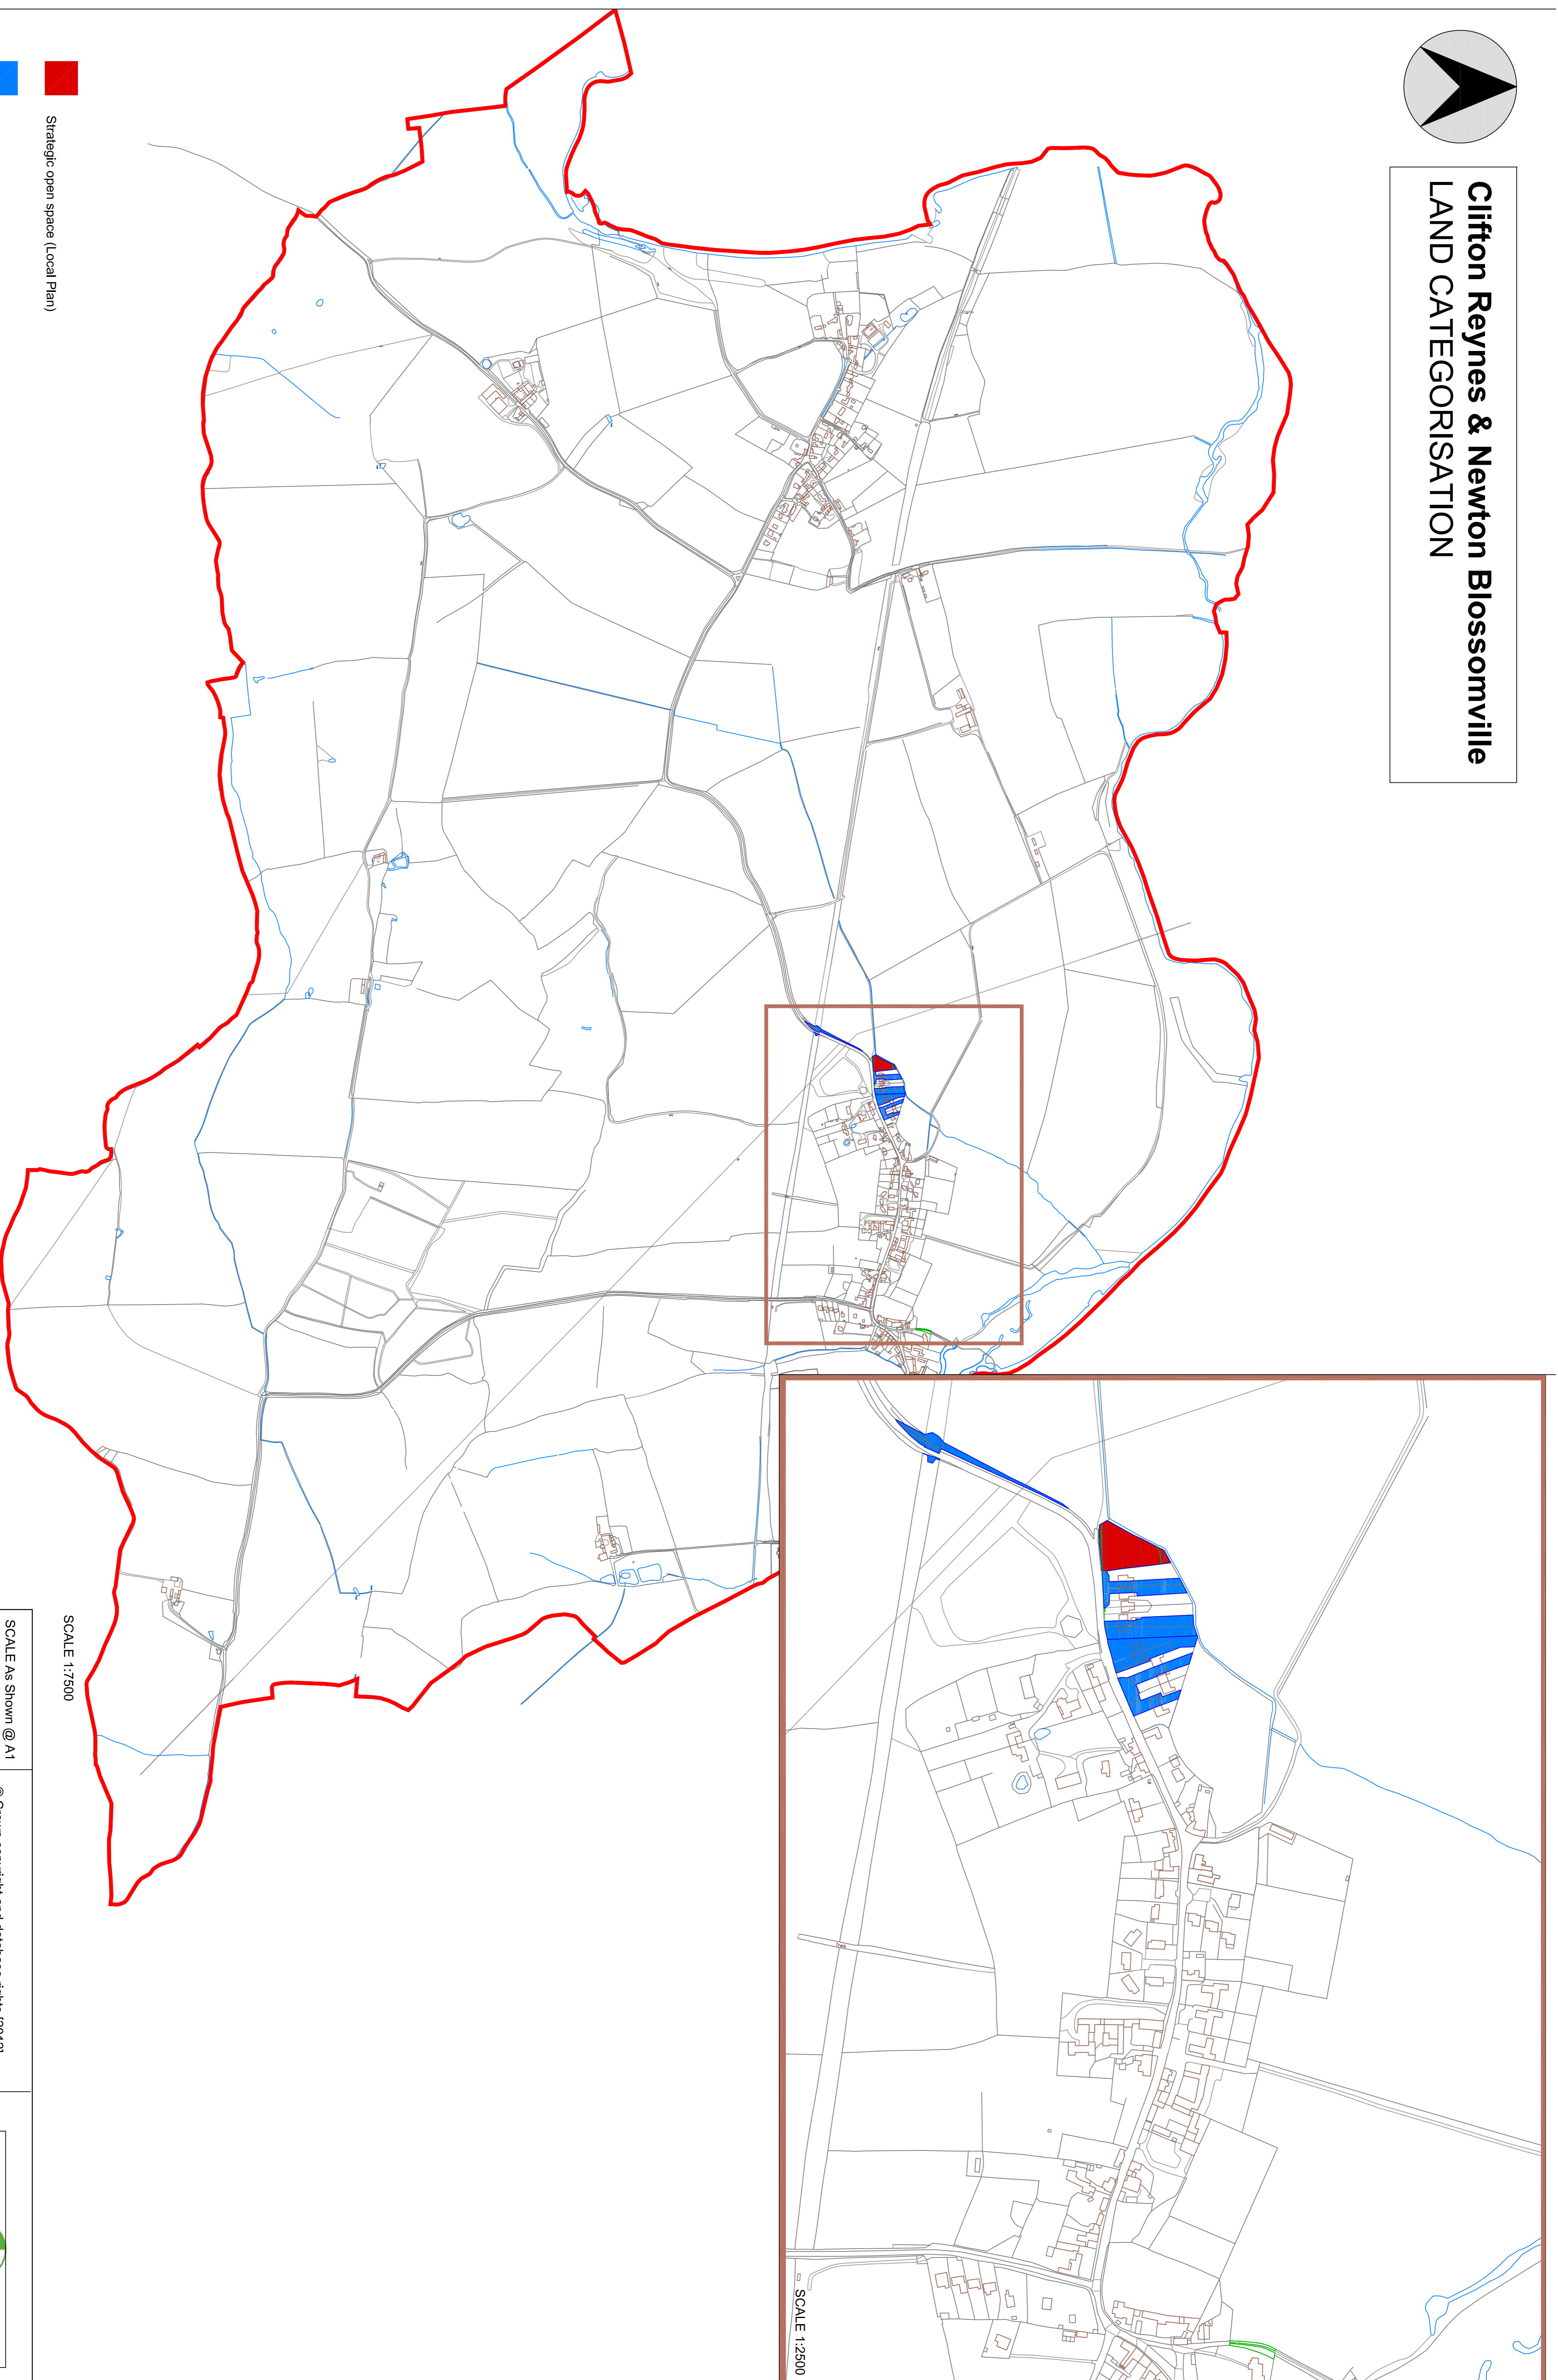 Clifton Reynes & Newton Blossomville
LAND CATEGORISATION
Strategic open space (Local Plan)
SCALE 1:7500
SCALE 1:2500
SCALE As Shown @ A1